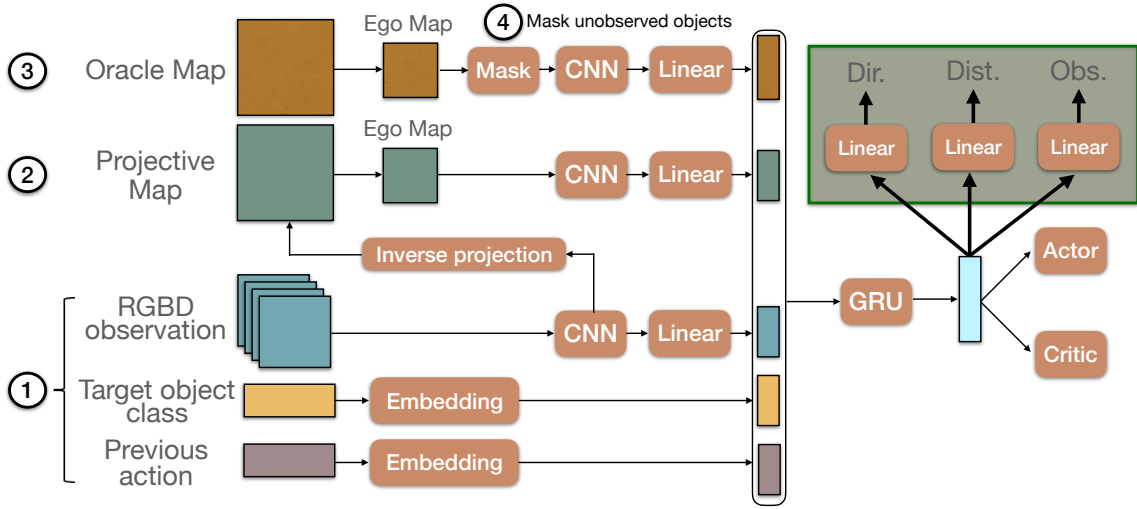 4
Mask unobserved objects
3
Oracle Map
Ego Map
Mask
CNN
Linear
2
Projective
Map
Ego Map
CNN
Linear
Inverse projection
1
RGBD
observation
CNN
Linear
Target object
class
Embedding
Previous
action
Embedding
GRU
Dir.
Dist.
Obs.
Linear
Linear
Linear
Actor
Critic